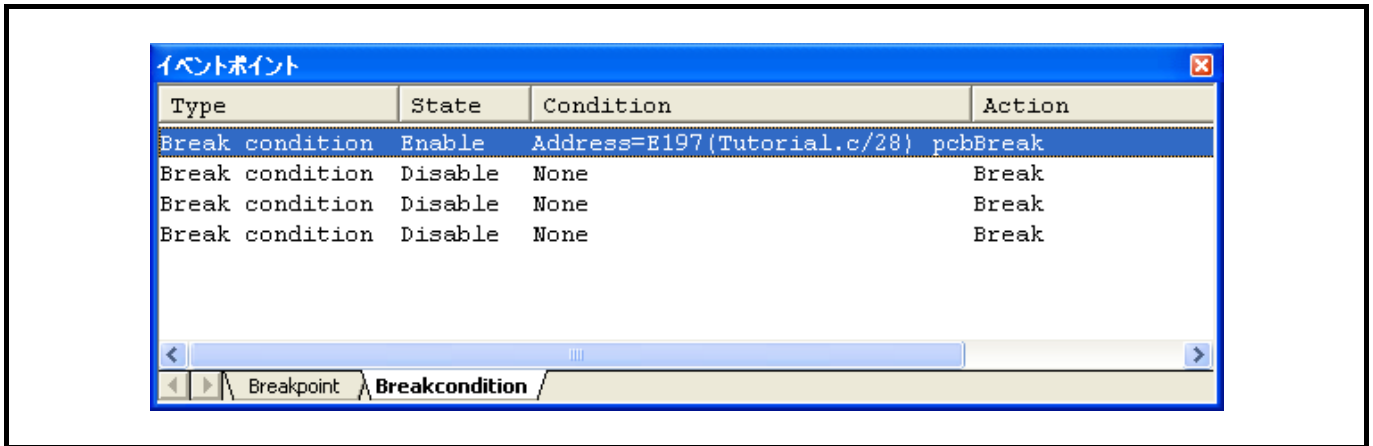 イベントポイント
Type State Condition Action
Break condition Enable Address=E197(Tutorial.c/28) pcbBreak
Break condition Disable None Break
Break condition Disable None Break
Break condition Disable None Break
Breakpoint Breakcondition